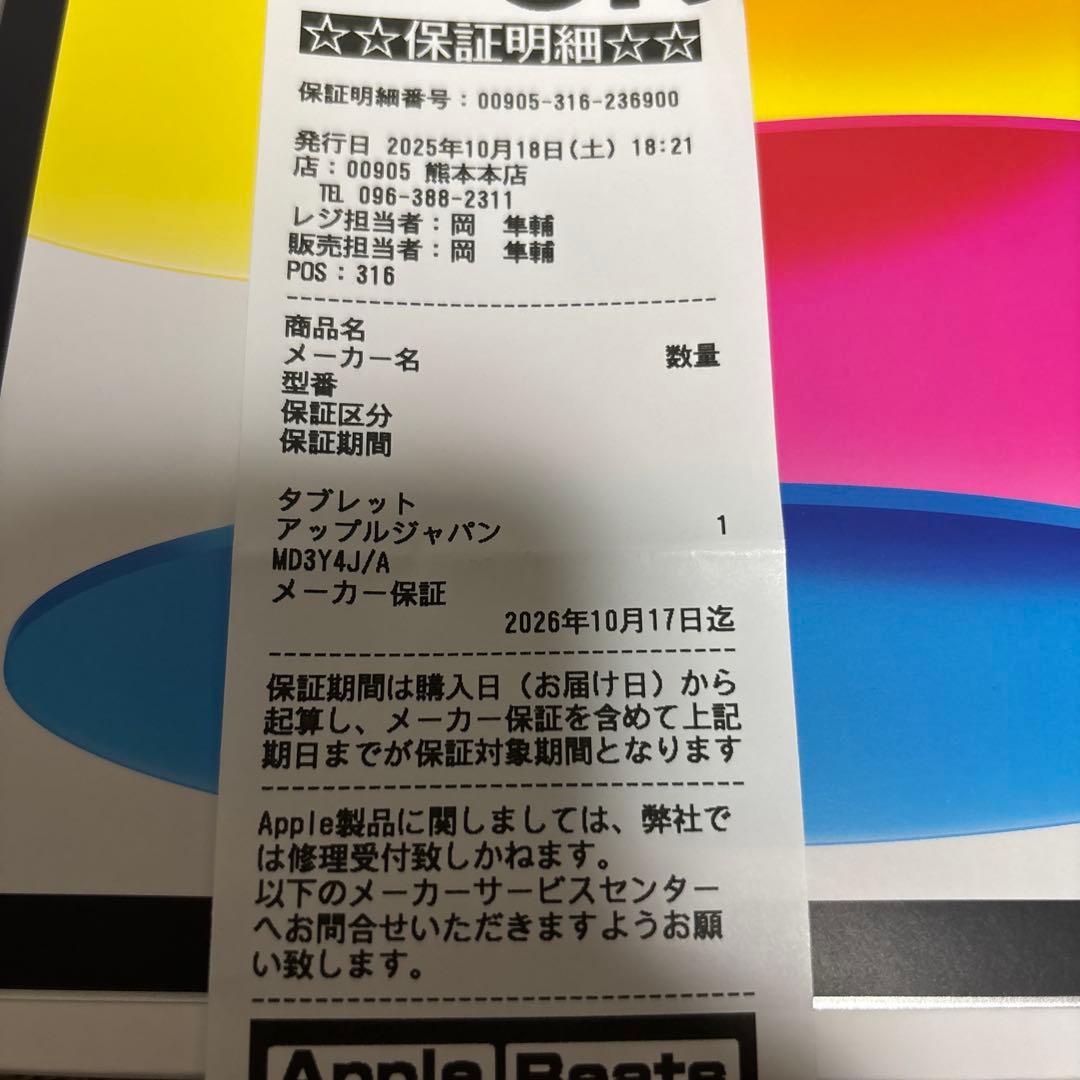 ☆☆保証明細☆☆
保証明細番号:00905-316-236900
発行日 2025年10月18日(土) 18:21
店:00905 熊本本店
TEL 096-388-2311
レジ担当者:岡 隼輔
販売担当者:岡 隼輔
POS:316
商品名
メーカー名 数量
型番
保証区分
保証期間
タブレット
アップルジャパン 1
MD3Y4J/A
メーカー保証
2026年10月17日迄
保証期間は購入日(お届け日)から
起算し、メーカー保証を含めて上記
期日までが保証対象期間となります
Apple製品に関しましては、弊社で
は修理受付致しかねます。
以下のメーカーサービスセンター
へお問合せいただきますようお願
い致します。
Apple Beats